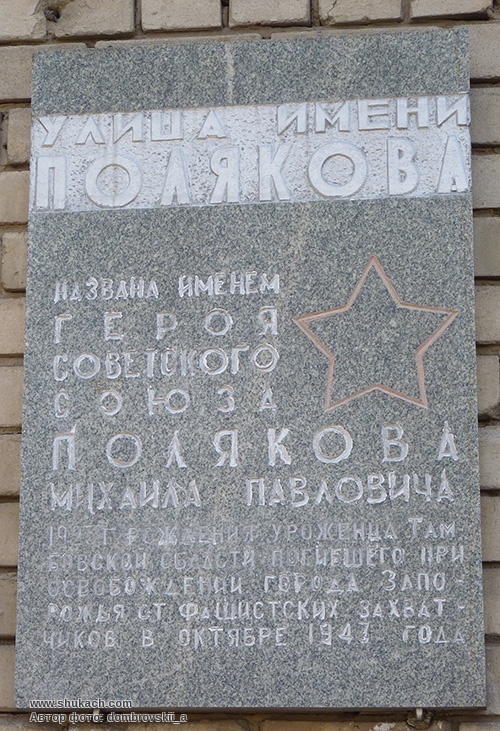 УЛИЦА ИМЕНИ
ПОЛЯКОВА
НАЗВАНА ИМЕНЕМ
ГЕРОЯ
СОВЕТСКОГО
СОЮЗА
ПОЛЯКОВА
МИХАИЛА ПАВЛОВИЧА
РОЖДЕНИЯ УРОЖЕНЦА ТАМ-
БОВСКОЙ ОБЛАСТИ ПОГИБШЕГО ПРИ
ОСВОБОЖДЕНИИ ГОРОДА ЗАПО-
РОЖЬЯ ОТ ФАШИСТСКИХ ЗАХВАТ-
ЧИКОВ В ОКТЯБРЕ 1943 ГОДА
www.shukach.com
Автор фото: dombrovskii_a